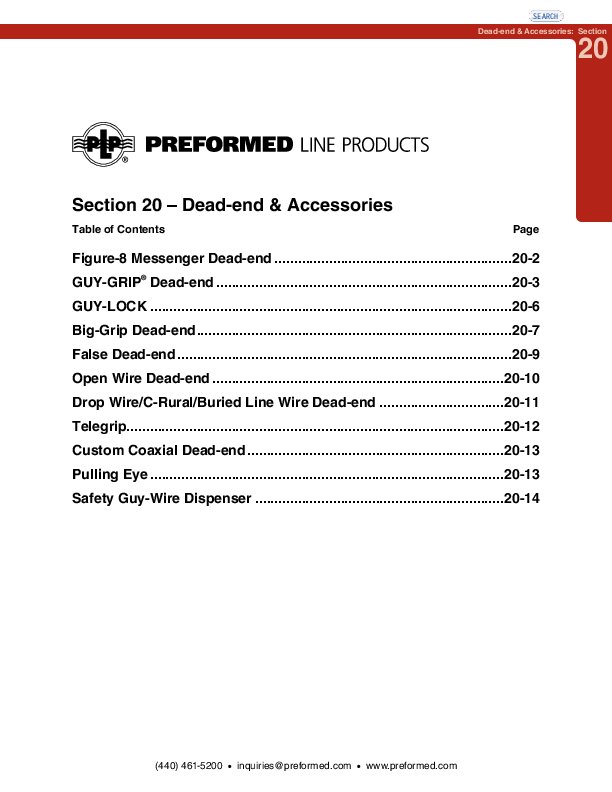 SEARCH
Dead-end & Accessories: Section
20
PLP®
PREFORMED LINE PRODUCTS
Section 20 – Dead-end & Accessories
Table of Contents Page
Figure-8 Messenger Dead-end ............................................................20-2
GUY-GRIP® Dead-end ...........................................................................20-3
GUY-LOCK ............................................................................................20-6
Big-Grip Dead-end................................................................................20-7
False Dead-end.....................................................................................20-9
Open Wire Dead-end ..........................................................................20-10
Drop Wire/C-Rural/Buried Line Wire Dead-end ................................20-11
Telegrip................................................................................................20-12
Custom Coaxial Dead-end.................................................................20-13
Pulling Eye ..........................................................................................20-13
Safety Guy-Wire Dispenser ...............................................................20-14
(440) 461-5200 • inquiries@preformed.com • www.preformed.com